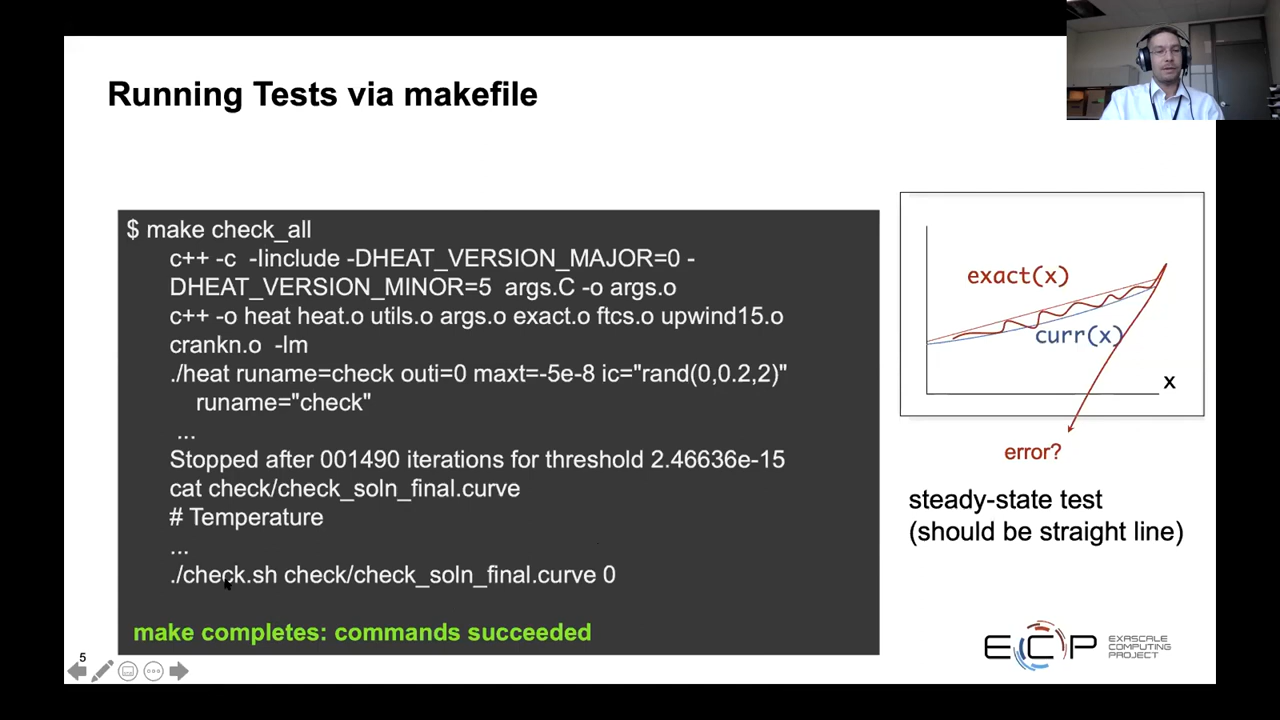 Running Tests via makefile
$ make check_all
c++ -c -Iinclude -DHEAT_VERSION_MAJOR=0 -
DHEAT_VERSION_MINOR=5 args.C -o args.o
c++ -o heat heat.o utils.o args.o exact.o ftcs.o upwind15.o
crankn.o -lm
./heat runame=check outi=0 maxt=-5e-8 ic="rand(0,0.2,2)"
runame="check"
...
Stopped after 001490 iterations for threshold 2.46636e-15
cat check/check_soln_final.curve
# Temperature
...
./check.sh check/check_soln_final.curve 0
make completes: commands succeeded
exact(x)
curr(x)
x
error?
steady-state test
(should be straight line)
5
ECP
EXASCALE
COMPUTING
PROJECT